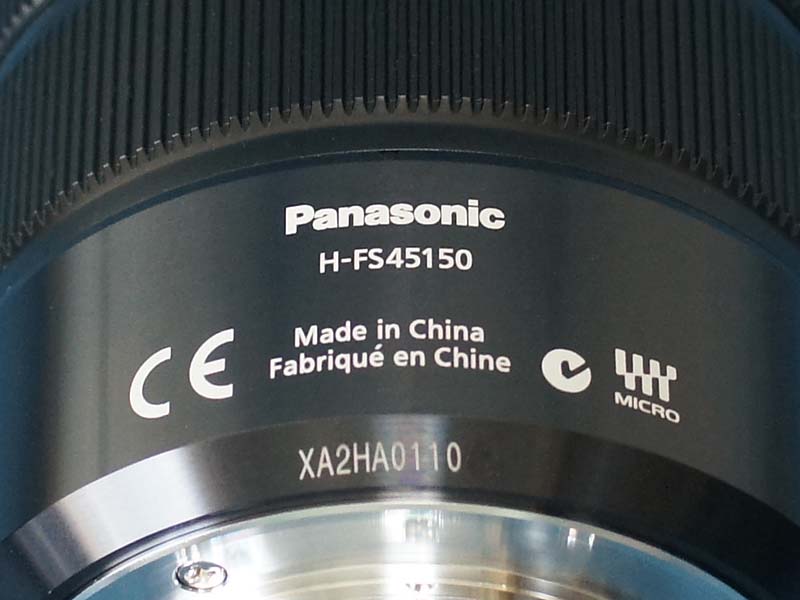 Panasonic
H-FS45150
Made in China
Fabriqué en Chine
CE
MICRO
XA2HA0110